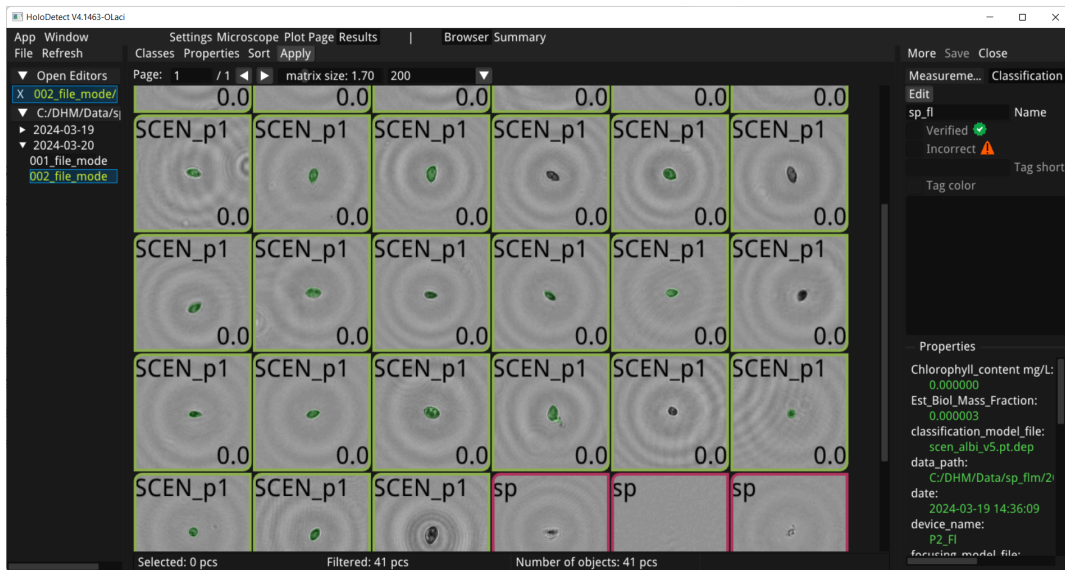 HoloDetect V4.1463-OLaci
App Window Settings Microscope Plot Page Results | Browser Summary
File Refresh Classes Properties Sort Apply More Save Close
Open Editors Page: 1 / 1 matrix size: 1.70 200 Measureme... Classification
X 002_file_mode/ Edit
0.0 0.0 0.0 0.0 0.0 0.0
C:/DHM/Data/s sp_fl Name
2024-03-19 Verified
2024-03-20 Incorrect
001_file_mode Tag short
002_file_mode Tag color
SCEN_p1 SCEN_p1 SCEN_p1 SCEN_p1 SCEN_p1 SCEN_p1
0.0 0.0 0.0 0.0 0.0 0.0
SCEN_p1 SCEN_p1 SCEN_p1 SCEN_p1 SCEN_p1 SCEN_p1
0.0 0.0 0.0 0.0 0.0 0.0
SCEN_p1 SCEN_p1 SCEN_p1 SCEN_p1 SCEN_p1 SCEN_p1
0.0 0.0 0.0 0.0 0.0 0.0
SCEN_p1 SCEN_p1 SCEN_p1 sp sp sp
Properties
Chlorophyll_content mg/L:
0.000000
Est_Biol_Mass_Fraction:
0.000003
classification_model_file:
scen_albi_v5.pt.dep
data_path:
C:/DHM/Data/sp_flm/2
date:
2024-03-19 14:36:09
device_name:
P2_Fl
focusing_model_file:
Selected: 0 pcs Filtered: 41 pcs Number of objects: 41 pcs